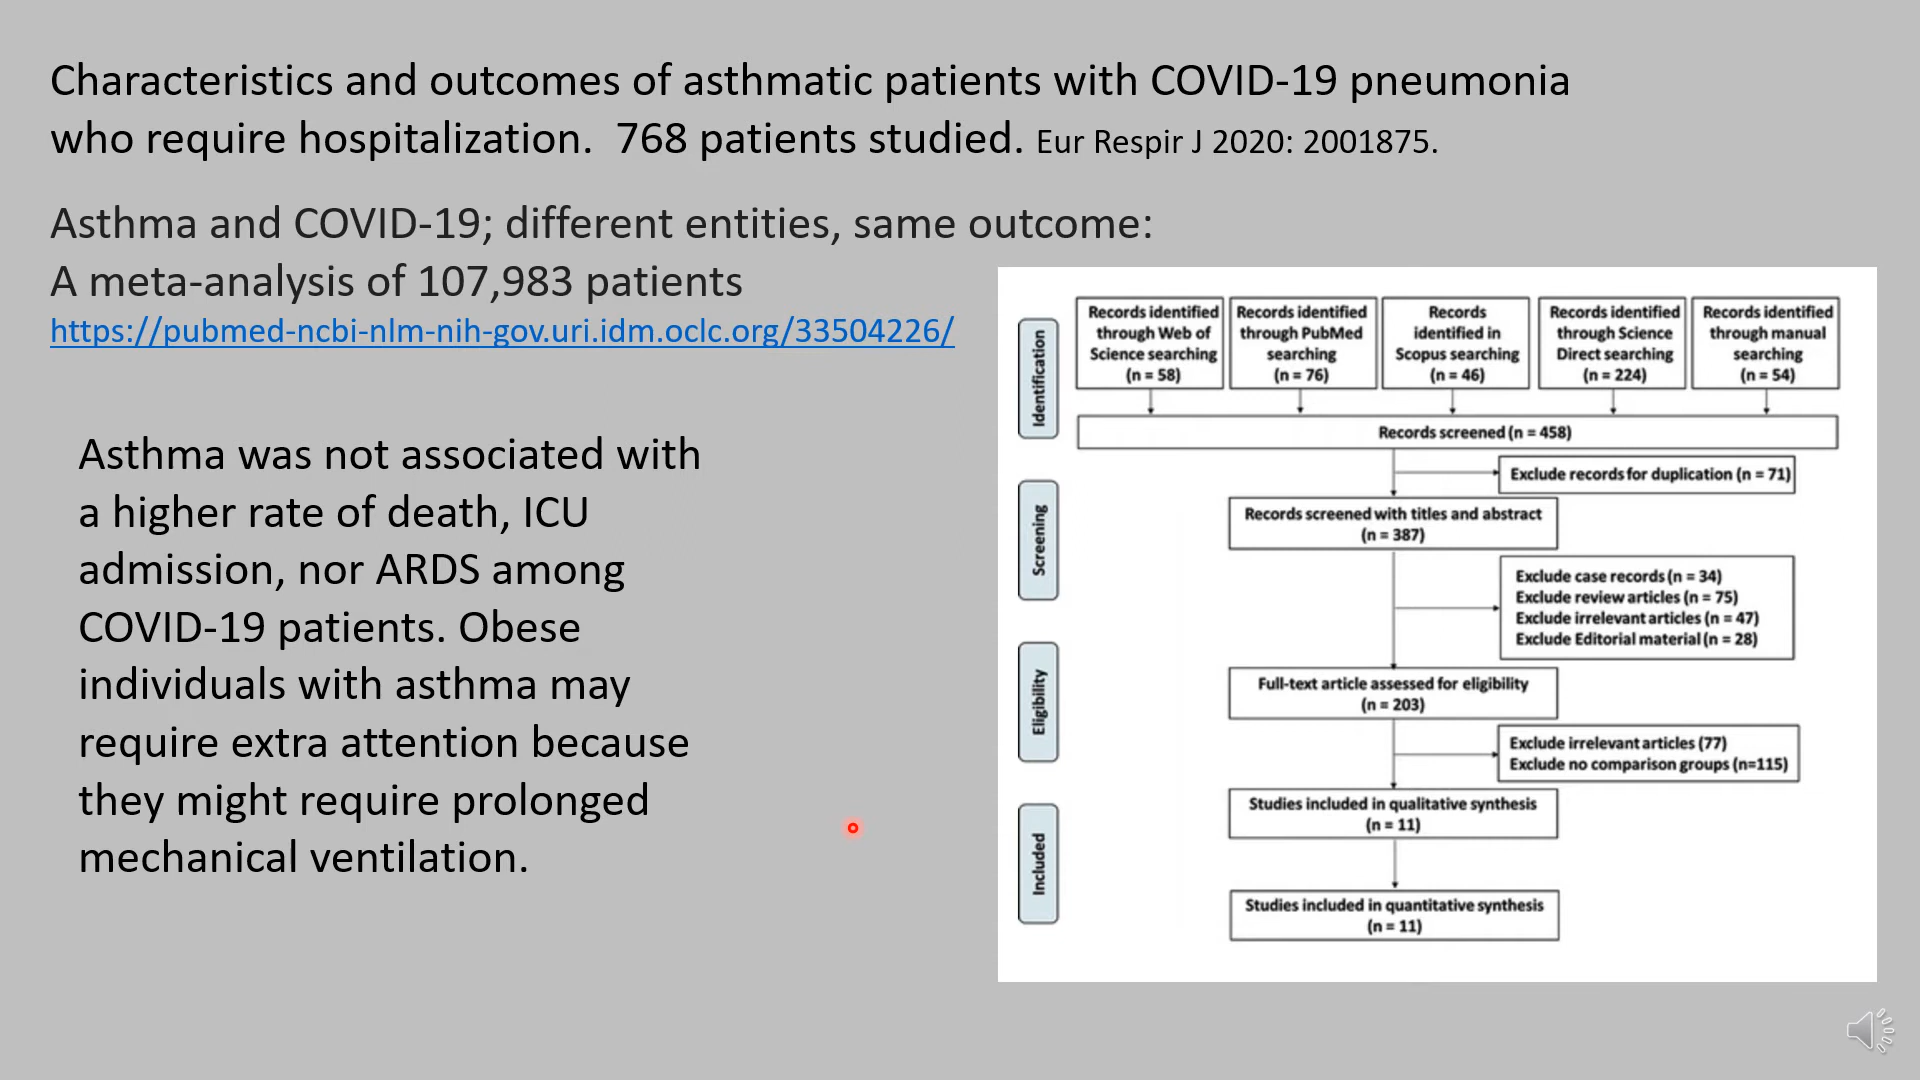 Characteristics and outcomes of asthmatic patients with COVID-19 pneumonia
who require hospitalization.  768 patients studied. Eur Respir J 2020: 2001875.
Asthma and COVID-19; different entities, same outcome:
A meta-analysis of 107,983 patients
https://pubmed-ncbi-nlm-nih-gov.uri.idm.oclc.org/33504226/
Asthma was not associated with
a higher rate of death, ICU
admission, nor ARDS among
COVID-19 patients. Obese
individuals with asthma may
require extra attention because
they might require prolonged
mechanical ventilation.
Identification
Records identified
through Web of
Science searching
(n = 58)
Records identified
through PubMed
searching
(n = 76)
Records
identified in
Scopus searching
(n = 46)
Records identified
through Science
Direct searching
(n = 224)
Records identified
through manual
searching
(n = 54)
Records screened (n = 458)
Exclude records for duplication (n = 71)
Screening
Records screened with titles and abstract
(n = 387)
Exclude case records (n = 34)
Exclude review articles (n = 75)
Exclude irrelevant articles (n = 47)
Exclude Editorial material (n = 28)
Eligibility
Full-text article assessed for eligibility
(n = 203)
Exclude irrelevant articles (77)
Exclude no comparison groups (n=115)
Included
Studies included in qualitative synthesis
(n = 11)
Studies included in quantitative synthesis
(n = 11)